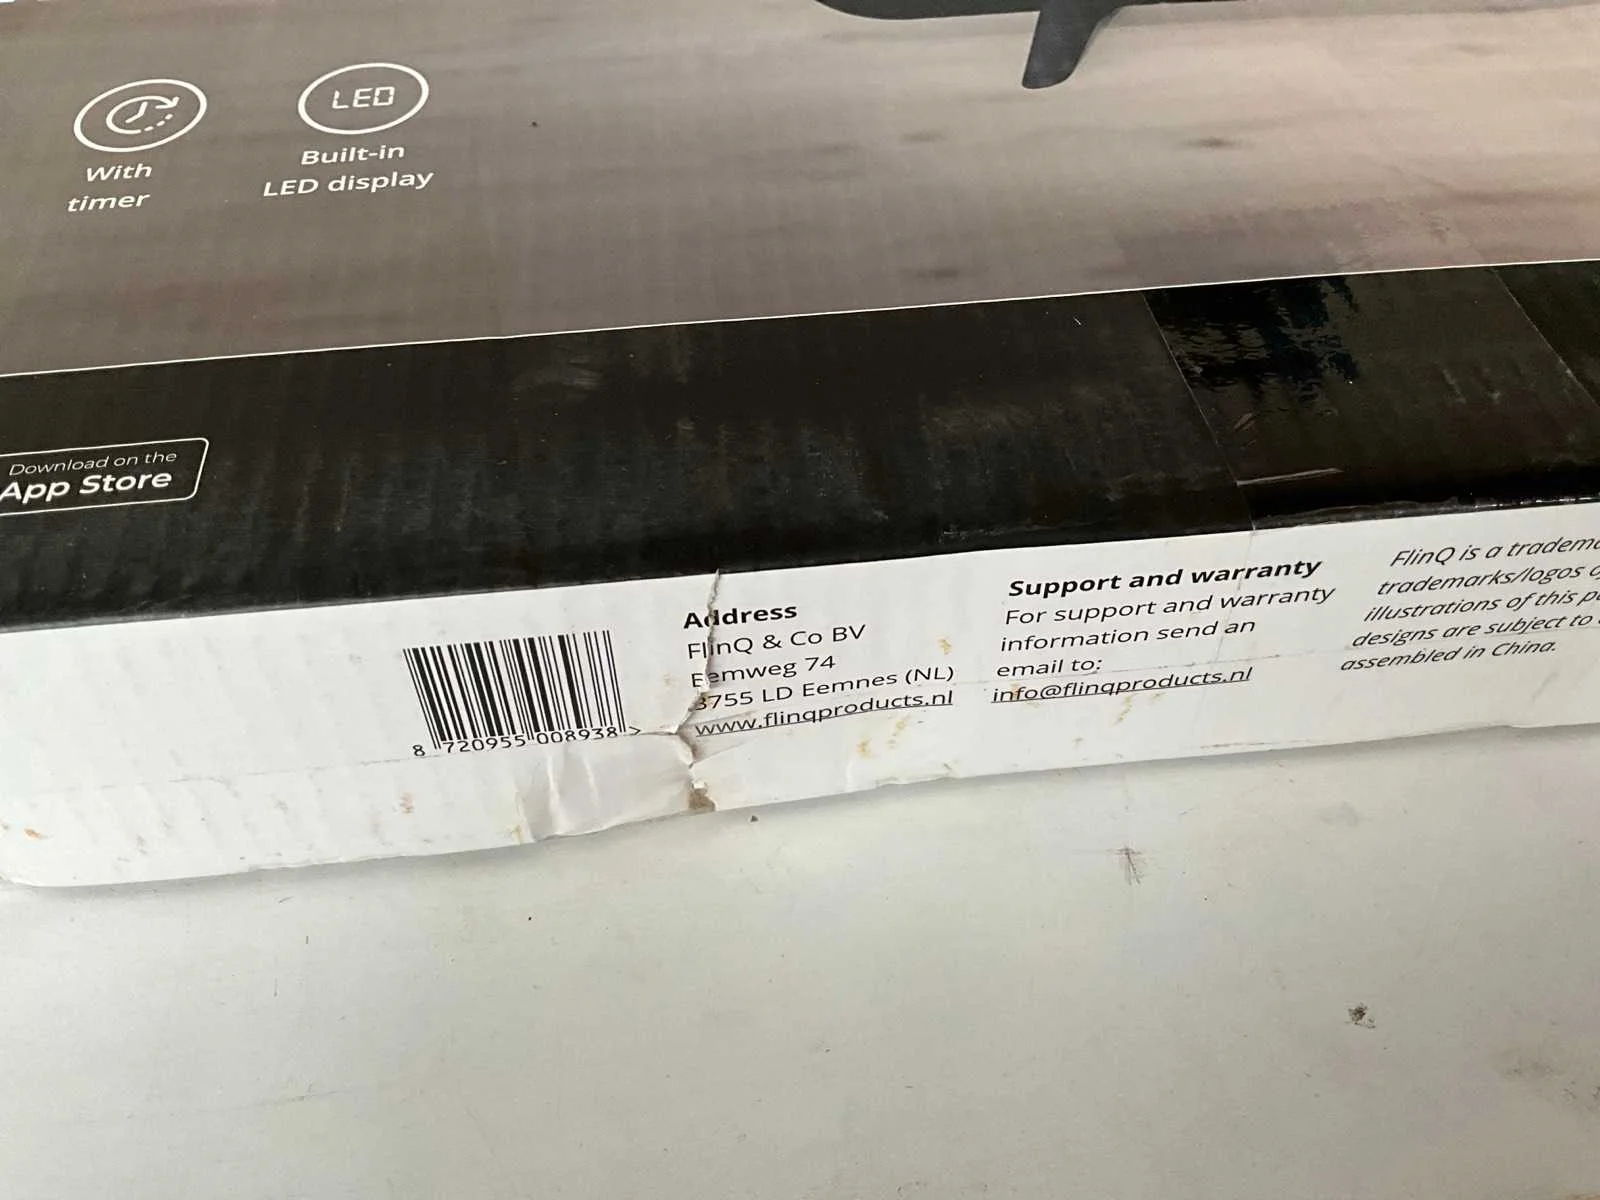 LED
With
timer
Built-in
LED display
Download on the
App Store
8 720955 008938 >
Address
FlinQ & Co BV
Eemweg 74
3755 LD Eemnes (NL)
www.flinqproducts.nl
Support and warranty
For support and warranty
information send an
email to:
info@flinqproducts.nl
FlinQ is a
trademarks/logos
illustrations of this
designs are subject to
assembled in China.